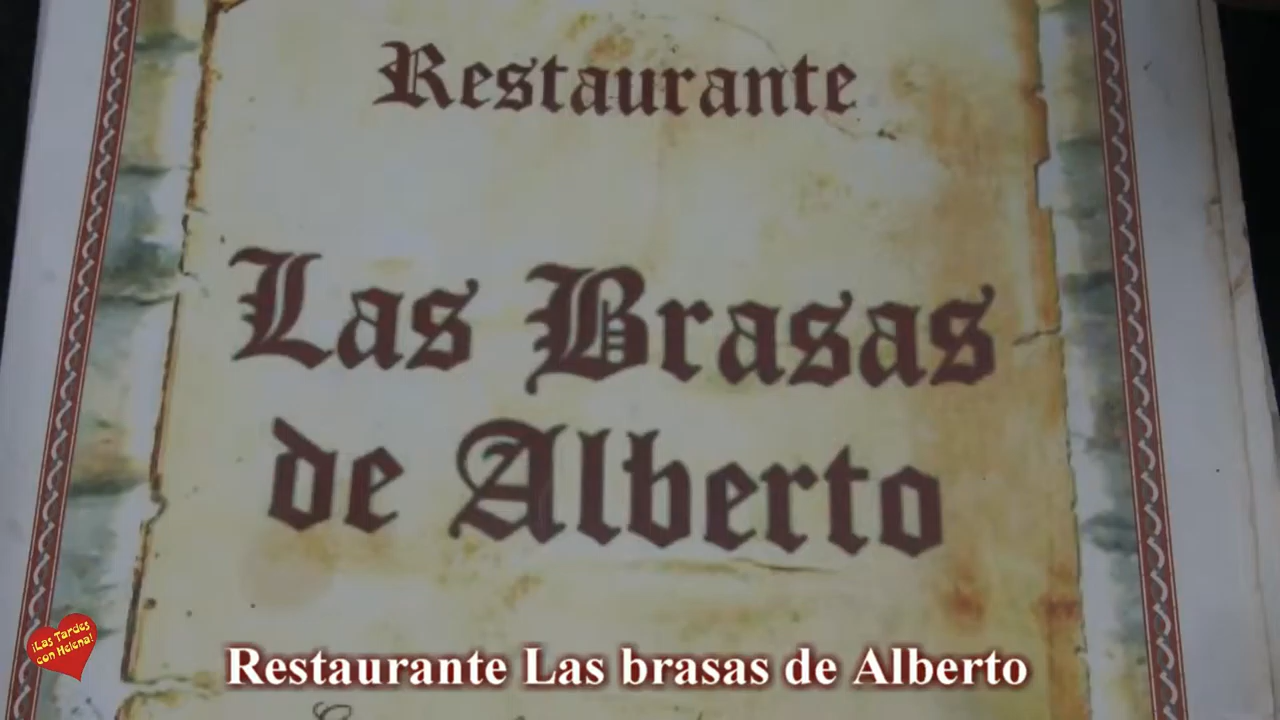 Restaurante
Las Brasas
de Alberto
¡Las Tardes
con Helena!
Restaurante Las brasas de Alberto